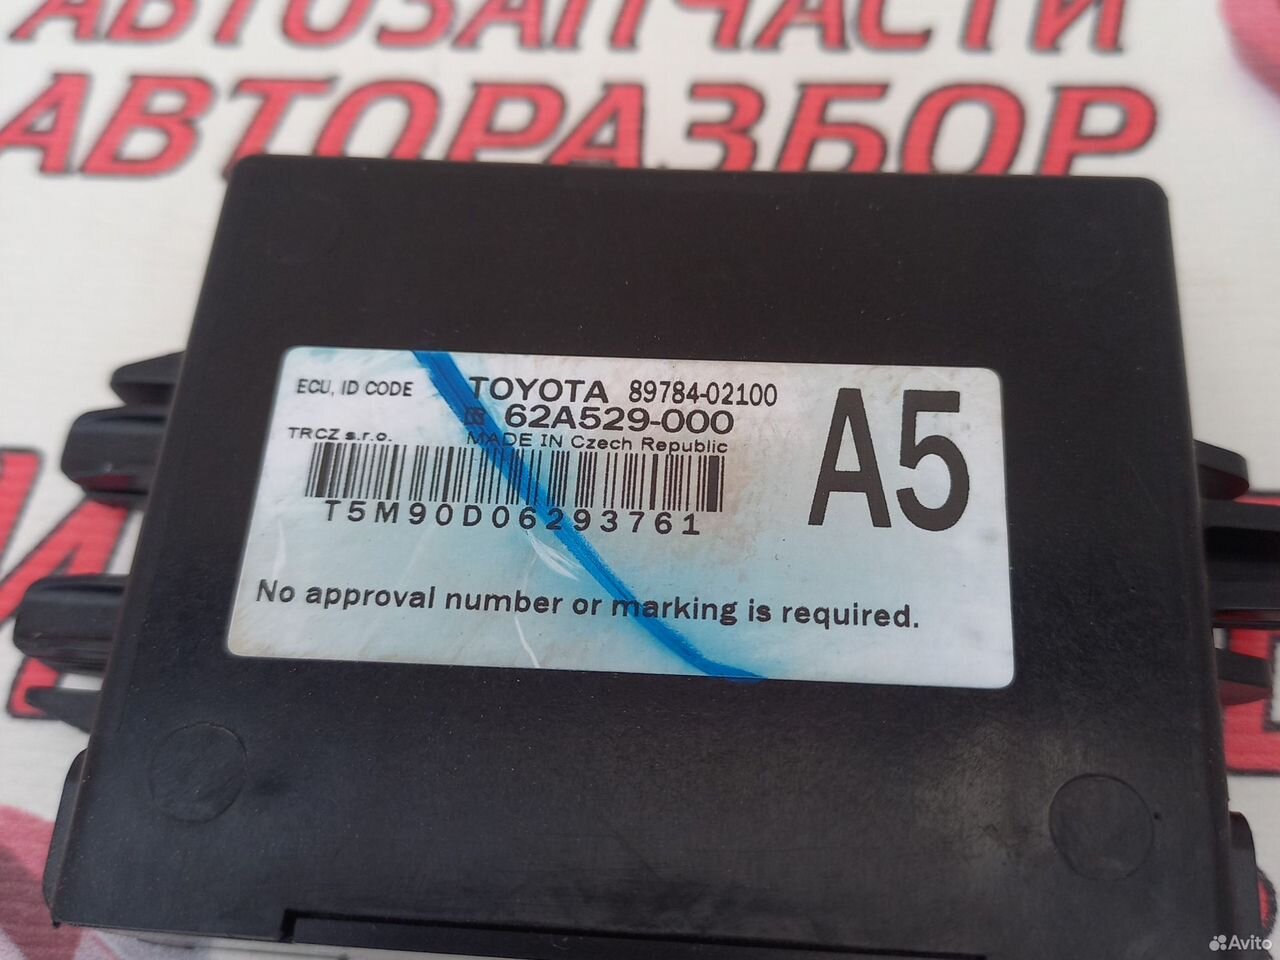 АВТОЗАПЧАСТИ
АВТОРАЗБОР
ECU, ID CODE TOYOTA 89784-02100
62A529-000
A5
TRCZ s.r.o. MADE IN Czech Republic
T5M90D06293761
No approval number or marking is required.
Avito